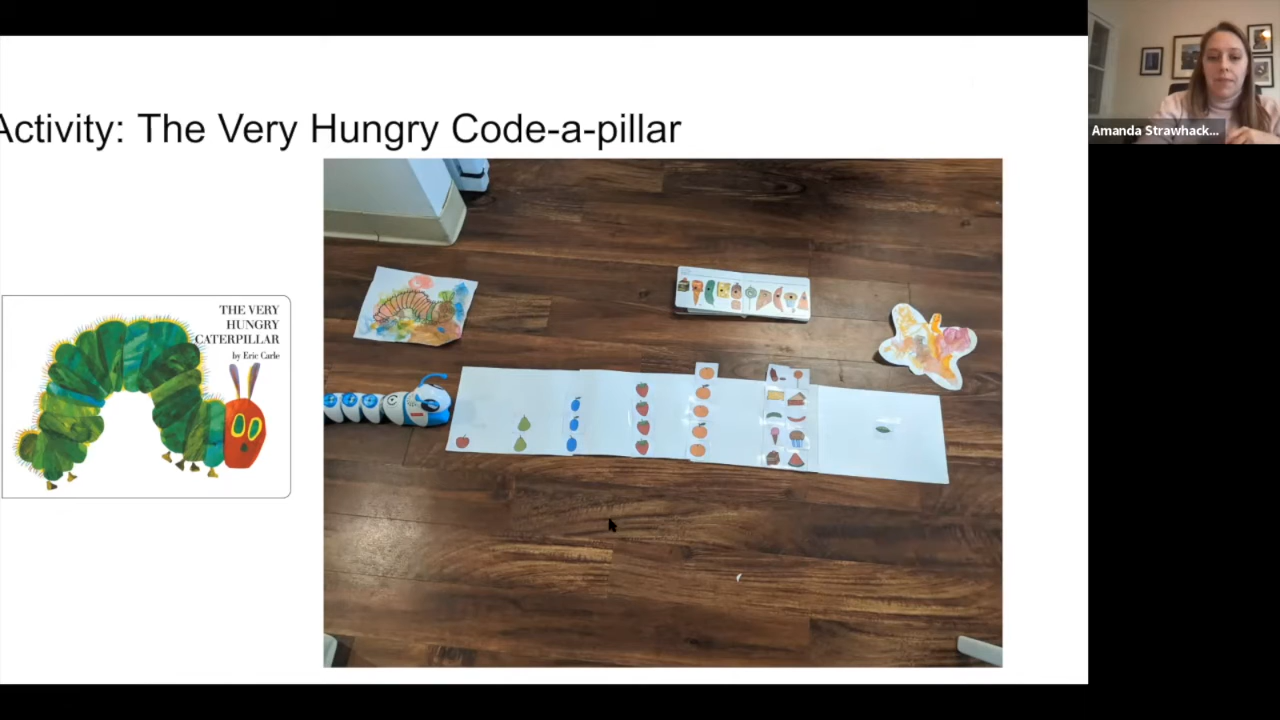 Activity: The Very Hungry Code-a-pillar
Amanda Strawhack...
THE VERY
HUNGRY
CATERPILLAR
by Eric Carle